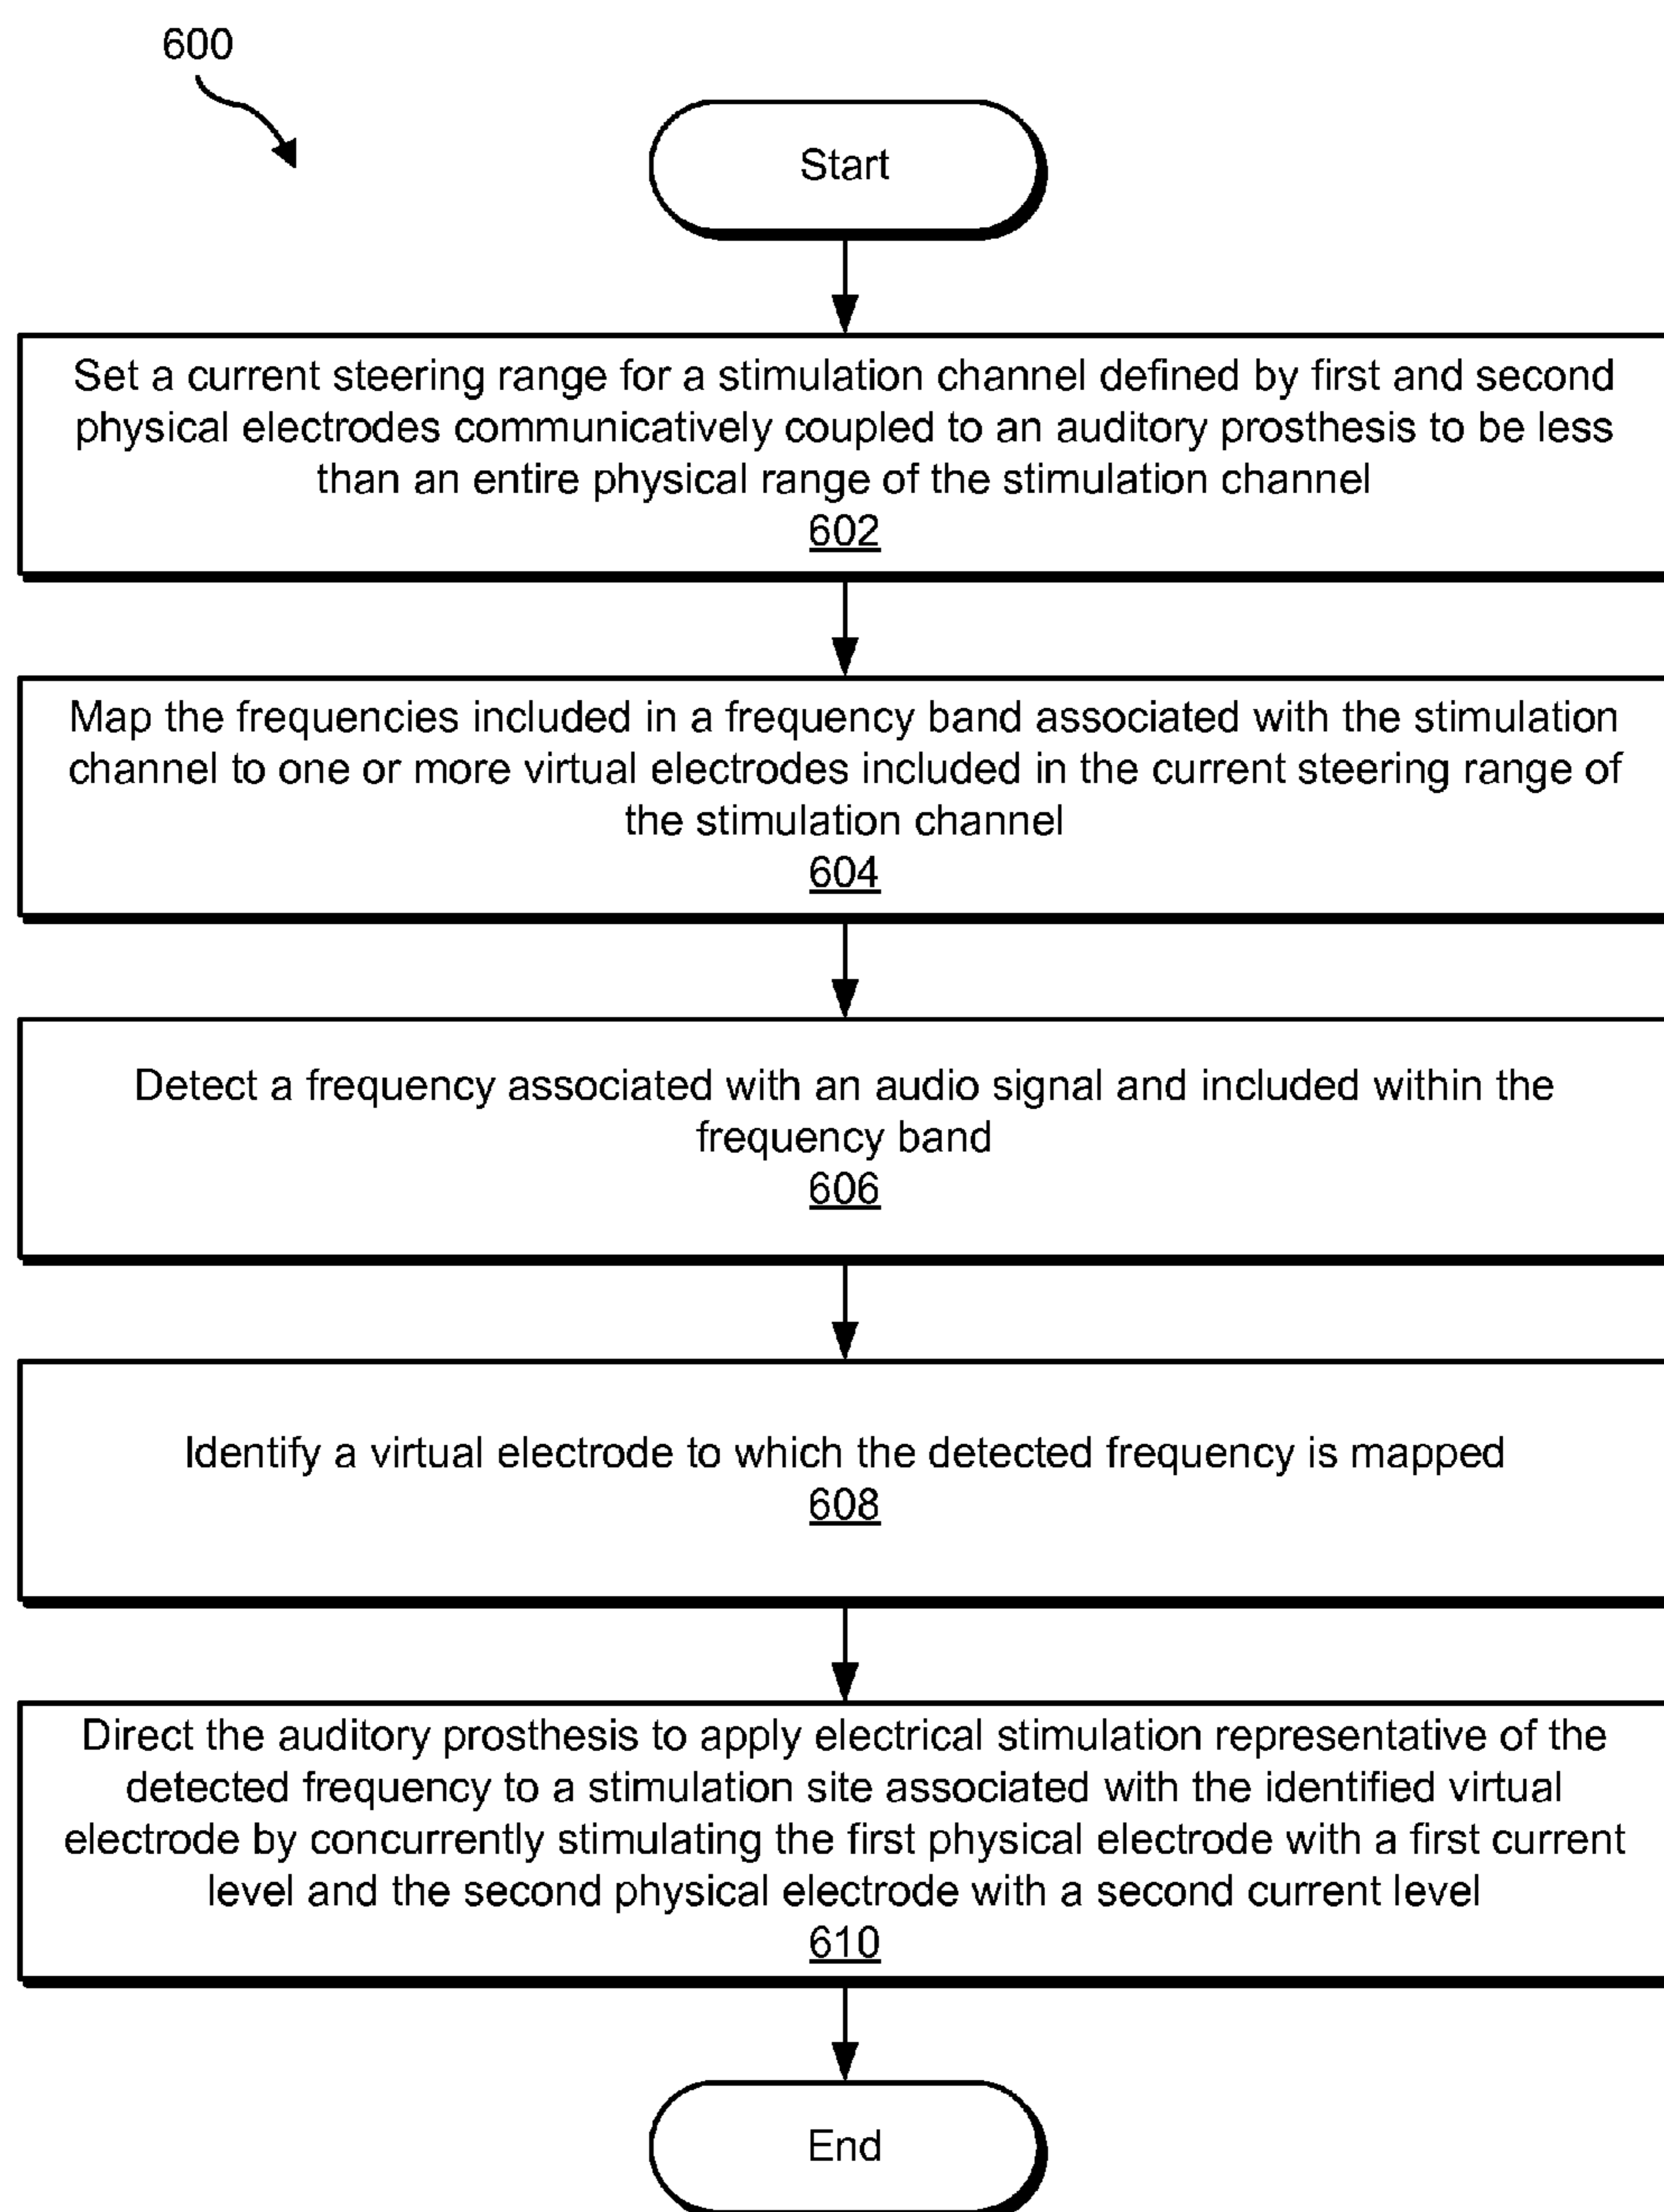 600
Start
Set a current steering range for a stimulation channel defined by first and second
physical electrodes communicatively coupled to an auditory prosthesis to be less
than an entire physical range of the stimulation channel
602
Map the frequencies included in a frequency band associated with the stimulation
channel to one or more virtual electrodes included in the current steering range of
the stimulation channel
604
Detect a frequency associated with an audio signal and included within the
frequency band
606
Identify a virtual electrode to which the detected frequency is mapped
608
Direct the auditory prosthesis to apply electrical stimulation representative of the
detected frequency to a stimulation site associated with the identified virtual
electrode by concurrently stimulating the first physical electrode with a first current
level and the second physical electrode with a second current level
610
End